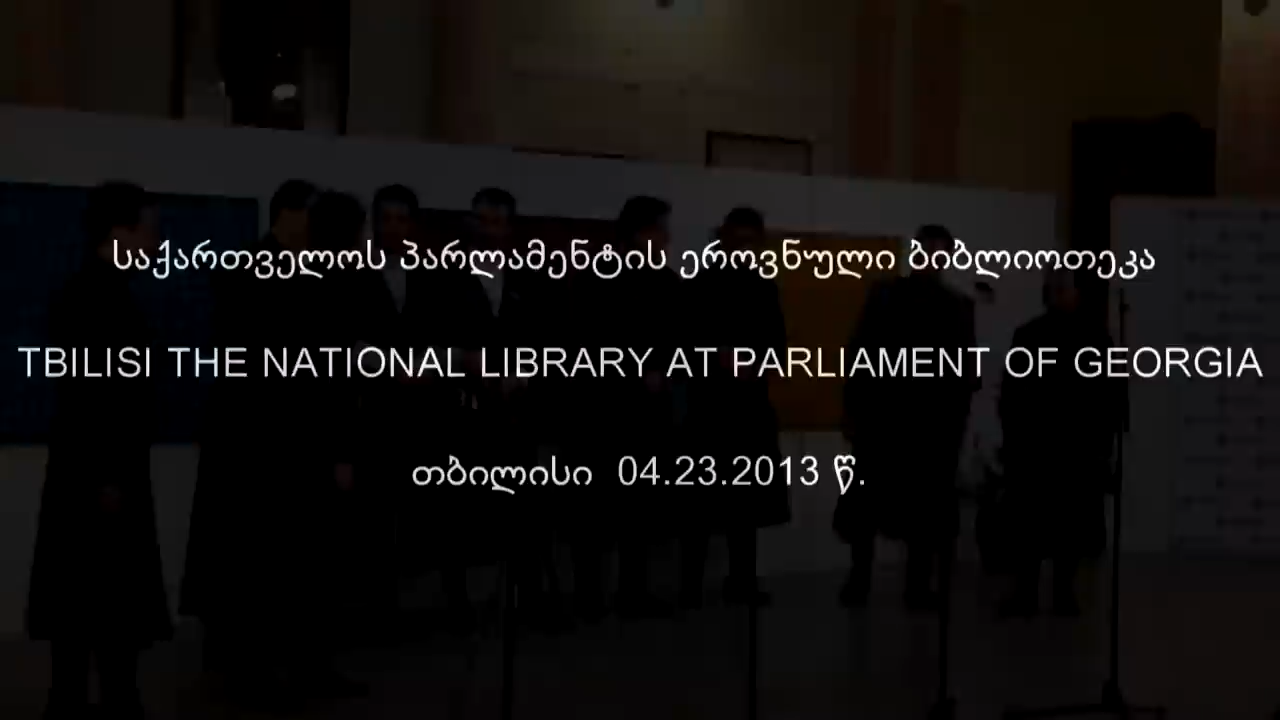 საქართველოს პარლამენტის ეროვნული ბიბლიოთეკა
TBILISI THE NATIONAL LIBRARY AT PARLIAMENT OF GEORGIA
თბილისი 04.23.2013 წ.